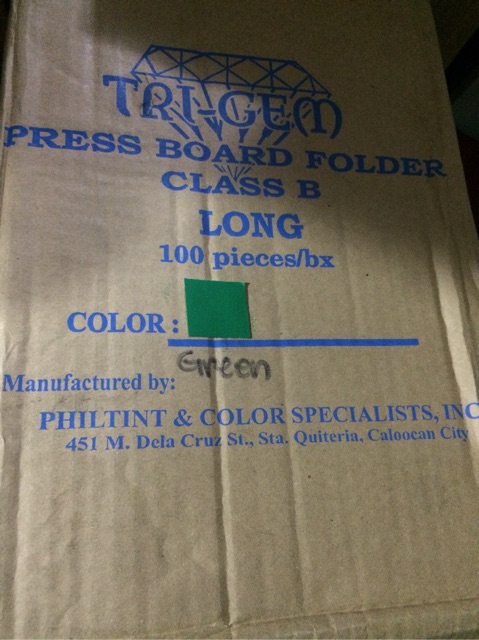 TRI-GEM
PRESS BOARD FOLDER
CLASS B
LONG
100 pieces/bx
COLOR :
Green
Manufactured by:
PHILTINT & COLOR SPECIALISTS, INC
451 M. Dela Cruz St., Sta. Quiteria, Caloocan City